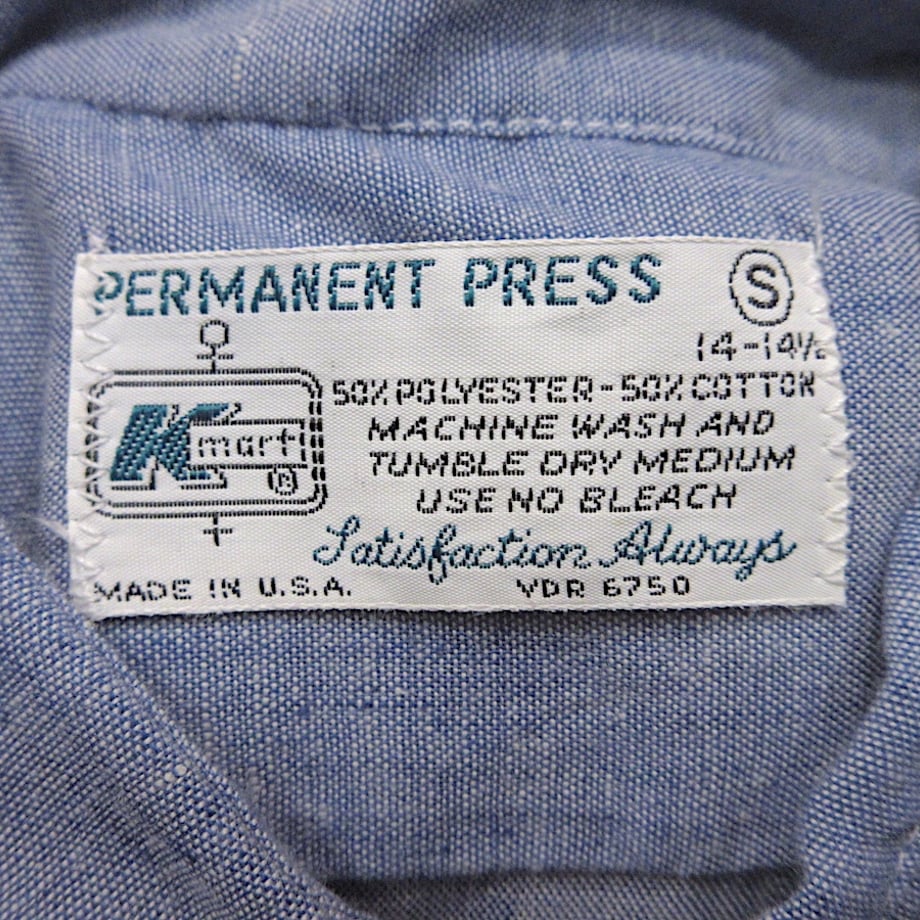 PERMANENT PRESS S
14-14½
Kmart ®
50% POLYESTER-50% COTTON
MACHINE WASH AND
TUMBLE DRY MEDIUM
USE NO BLEACH
Satisfaction Always
MADE IN U.S.A. VDR 6750